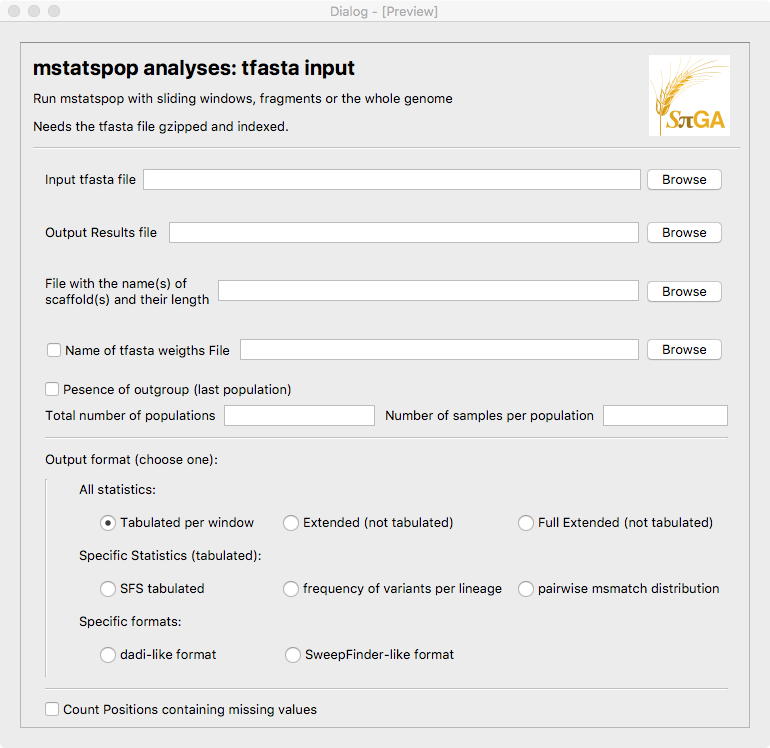 Dialog - [Preview]
mstatspop analyses: tfasta input
Run mstatspop with sliding windows, fragments or the whole genome
Needs the tfasta file gzipped and indexed.
SπGA
Input tfasta file Browse
Output Results file Browse
File with the name(s) of
scaffold(s) and their length Browse
Name of tfasta weigths File Browse
Pesence of outgroup (last population)
Total number of populations Number of samples per population
Output format (choose one):
All statistics:
Tabulated per window Extended (not tabulated) Full Extended (not tabulated)
Specific Statistics (tabulated):
SFS tabulated frequency of variants per lineage pairwise msmatch distribution
Specific formats:
dadi-like format SweepFinder-like format
Count Positions containing missing values